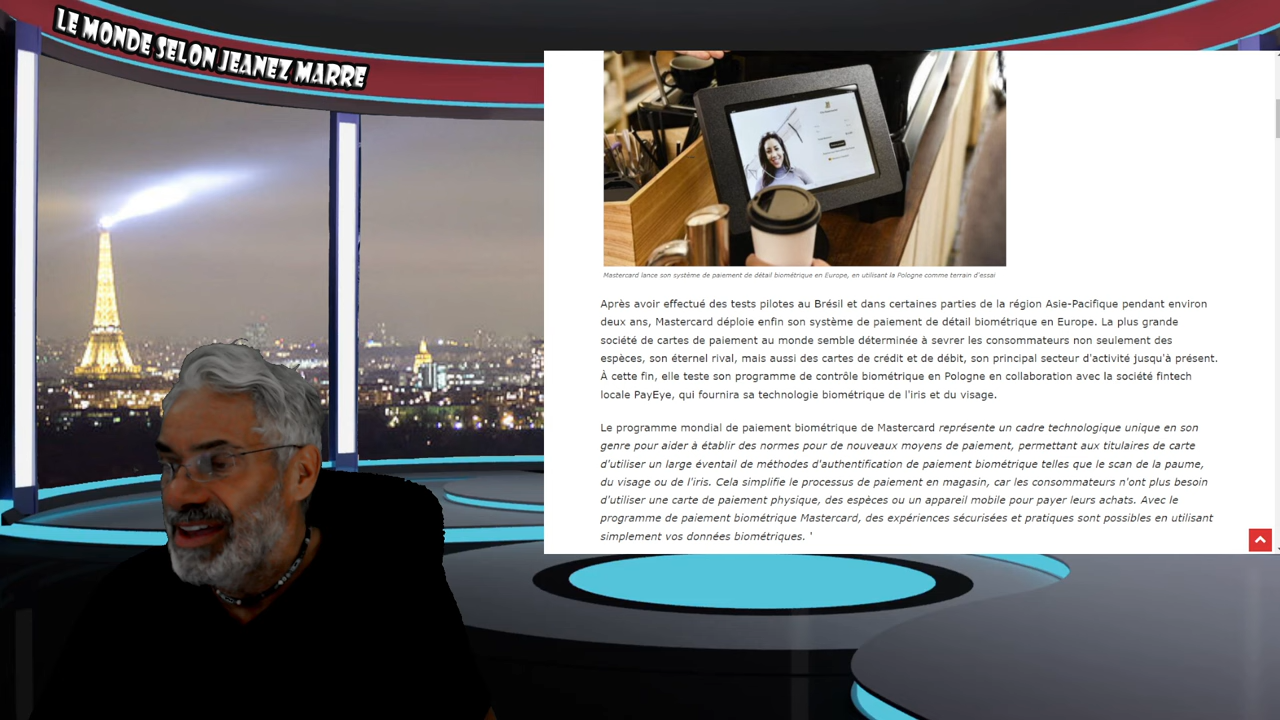 LE MONDE SELON JEANEZ MARRE
Mastercard lance son système de paiement de détail biométrique en Europe, en utilisant la Pologne comme terrain d'essai
Après avoir effectué des tests pilotes au Brésil et dans certaines parties de la région Asie-Pacifique pendant environ
deux ans, Mastercard déploie enfin son système de paiement de détail biométrique en Europe. La plus grande
société de cartes de paiement au monde semble déterminée à sevrer les consommateurs non seulement des
espèces, son éternel rival, mais aussi des cartes de crédit et de débit, son principal secteur d'activité jusqu'à présent.
À cette fin, elle teste son programme de contrôle biométrique en Pologne en collaboration avec la société fintech
locale PayEye, qui fournira sa technologie biométrique de l'iris et du visage.
Le programme mondial de paiement biométrique de Mastercard représente un cadre technologique unique en son
genre pour aider à établir des normes pour de nouveaux moyens de paiement, permettant aux titulaires de carte
d'utiliser un large éventail de méthodes d'authentification de paiement biométrique telles que le scan de la paume,
du visage ou de l'iris. Cela simplifie le processus de paiement en magasin, car les consommateurs n'ont plus besoin
d'utiliser une carte de paiement physique, des espèces ou un appareil mobile pour payer leurs achats. Avec le
programme de paiement biométrique Mastercard, des expériences sécurisées et pratiques sont possibles en utilisant
simplement vos données biométriques. '